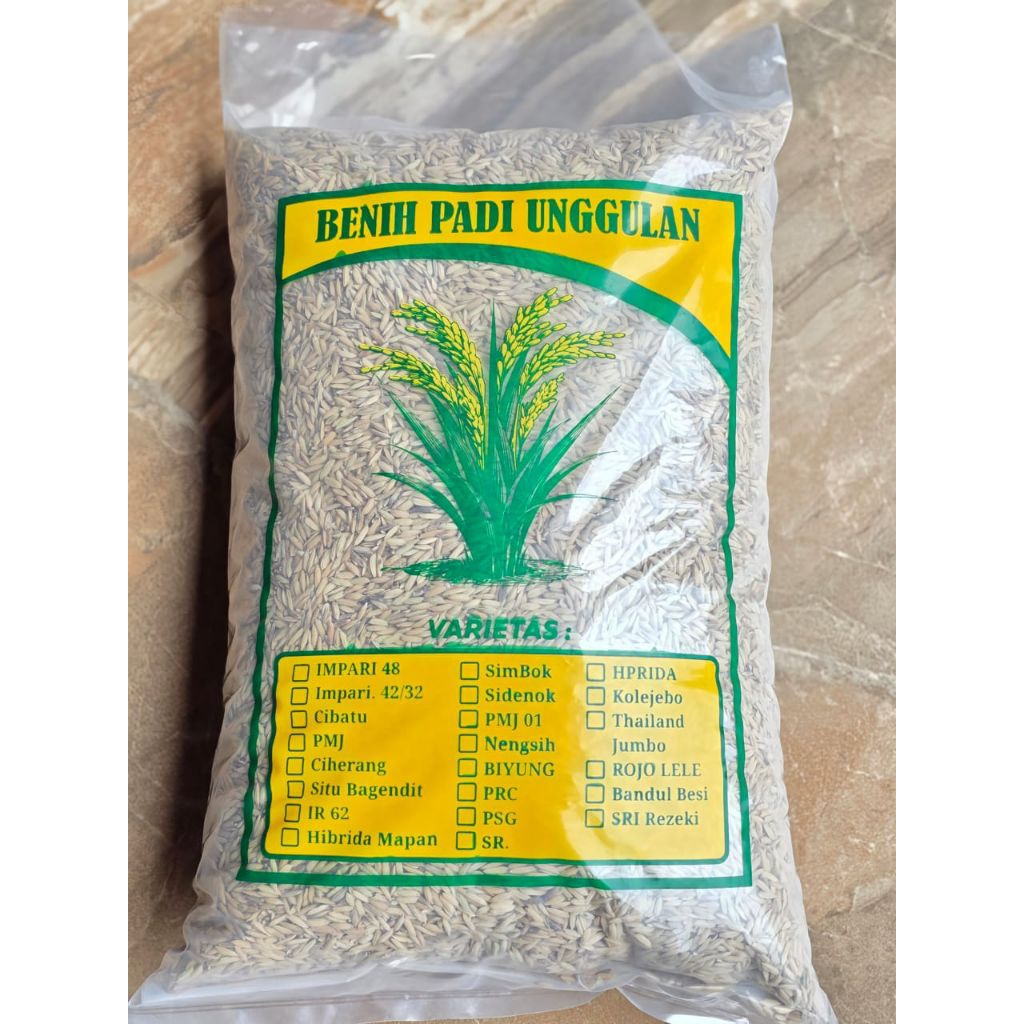 BENIH PADI UNGGULAN
VARIETAS :
IMPARI 48
Impari. 42/32
Cibatu
PMJ
Ciherang
Situ Bagendit
IR 62
Hibrida Mapan
SimBok
Sidenok
PMJ 01
Nengsih
BIYUNG
PRC
PSG
SR.
HPRIDA
Kolejebo
Thailand
Jumbo
ROJO LELE
Bandul Besi
SRI Rezeki